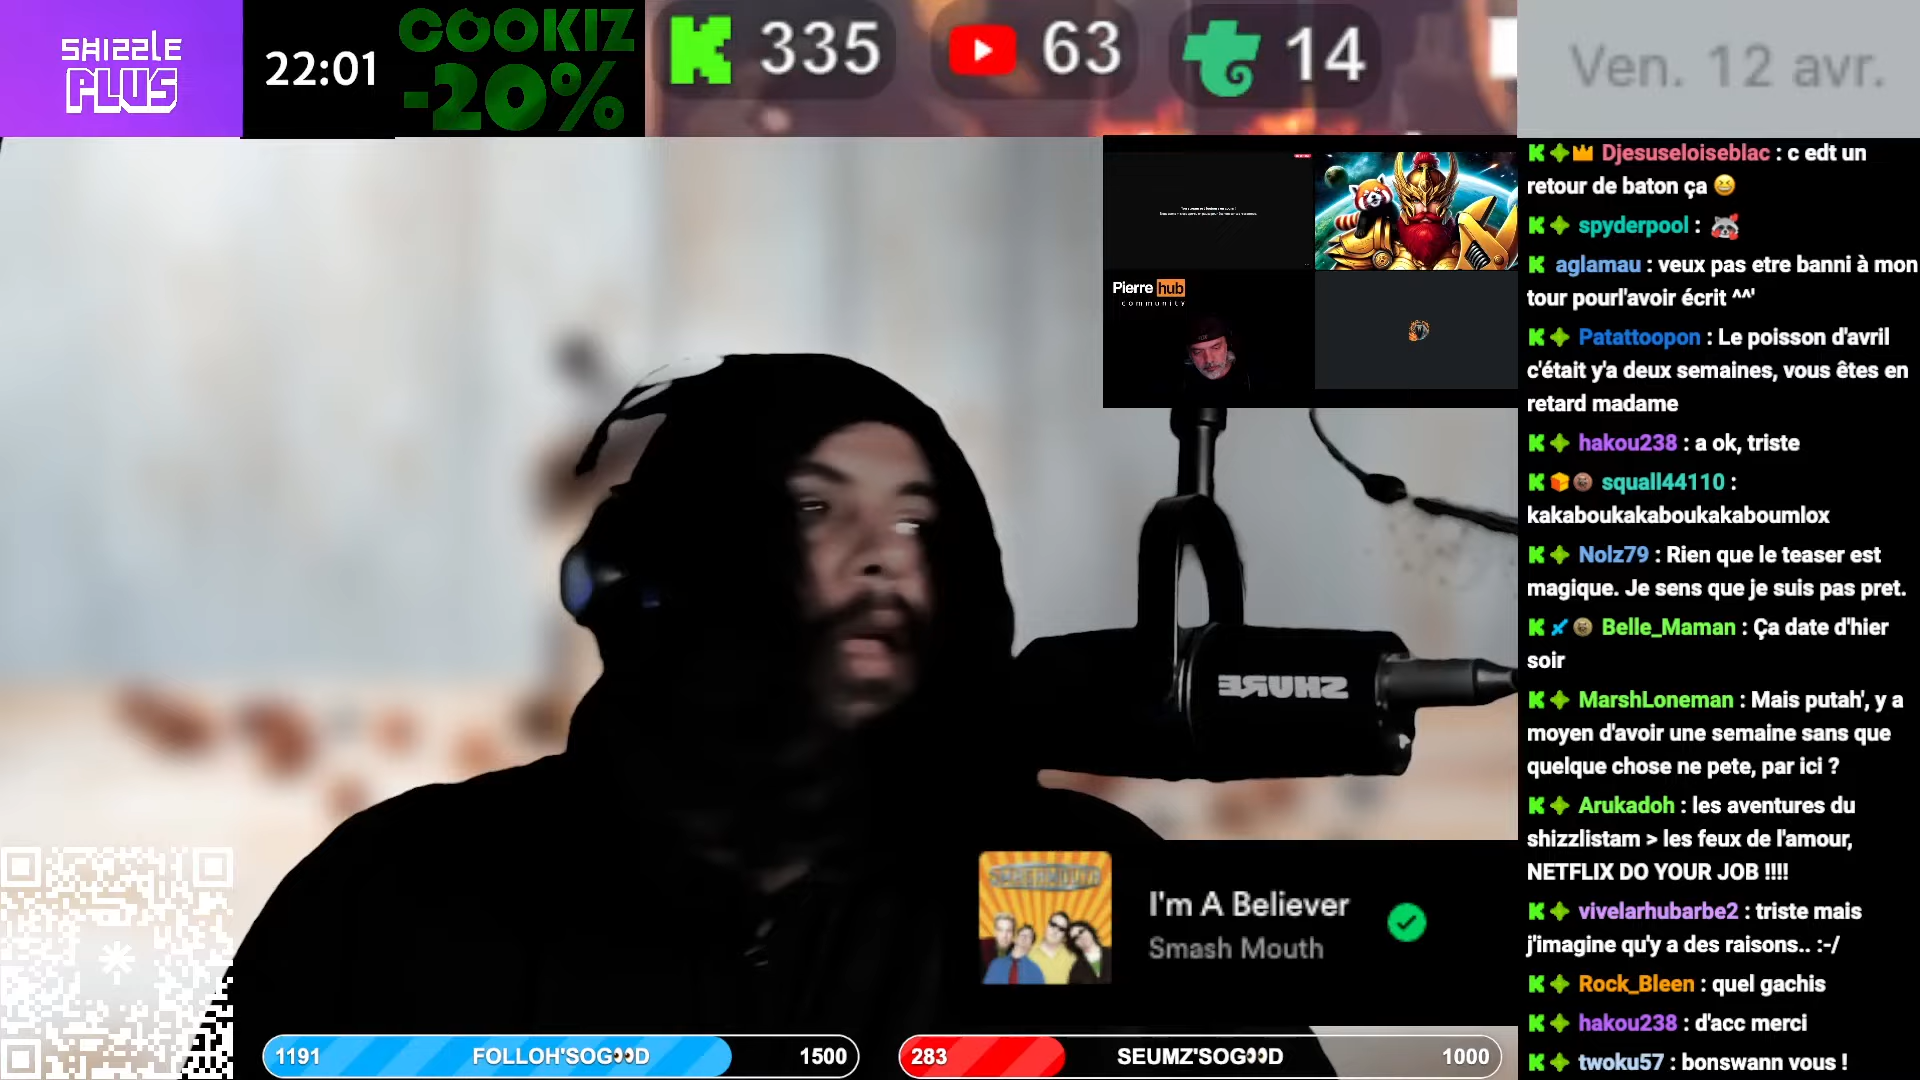 SHIZZLE
PLUS
22:01
COOKIZ
-20%
335
63
14
Ven. 12 avr.
Pierre hub
community
SHURE
I'm A Believer
Smash Mouth
1191
FOLLOH'SOG👀D
1500
283
SEUMZ'SOG👀D
1000
Djesuseloiseblac : c edt un
retour de baton ça 😆
spyderpool : 🦝
aglamau : veux pas etre banni à mon
tour pourl'avoir écrit ^^'
Patattoopon : Le poisson d'avril
c'était y'a deux semaines, vous êtes en
retard madame
hakou238 : a ok, triste
squall44110 :
kakaboukakaboukakaboumlox
Nolz79 : Rien que le teaser est
magique. Je sens que je suis pas pret.
Belle_Maman : Ça date d'hier
soir
MarshLoneman : Mais putah', y a
moyen d'avoir une semaine sans que
quelque chose ne pete, par ici ?
Arukadoh : les aventures du
shizzlistam > les feux de l'amour,
NETFLIX DO YOUR JOB !!!!
vivelarhubarbe2 : triste mais
j'imagine qu'y a des raisons.. :-/
Rock_Bleen : quel gachis
hakou238 : d'acc merci
twoku57 : bonswann vous !